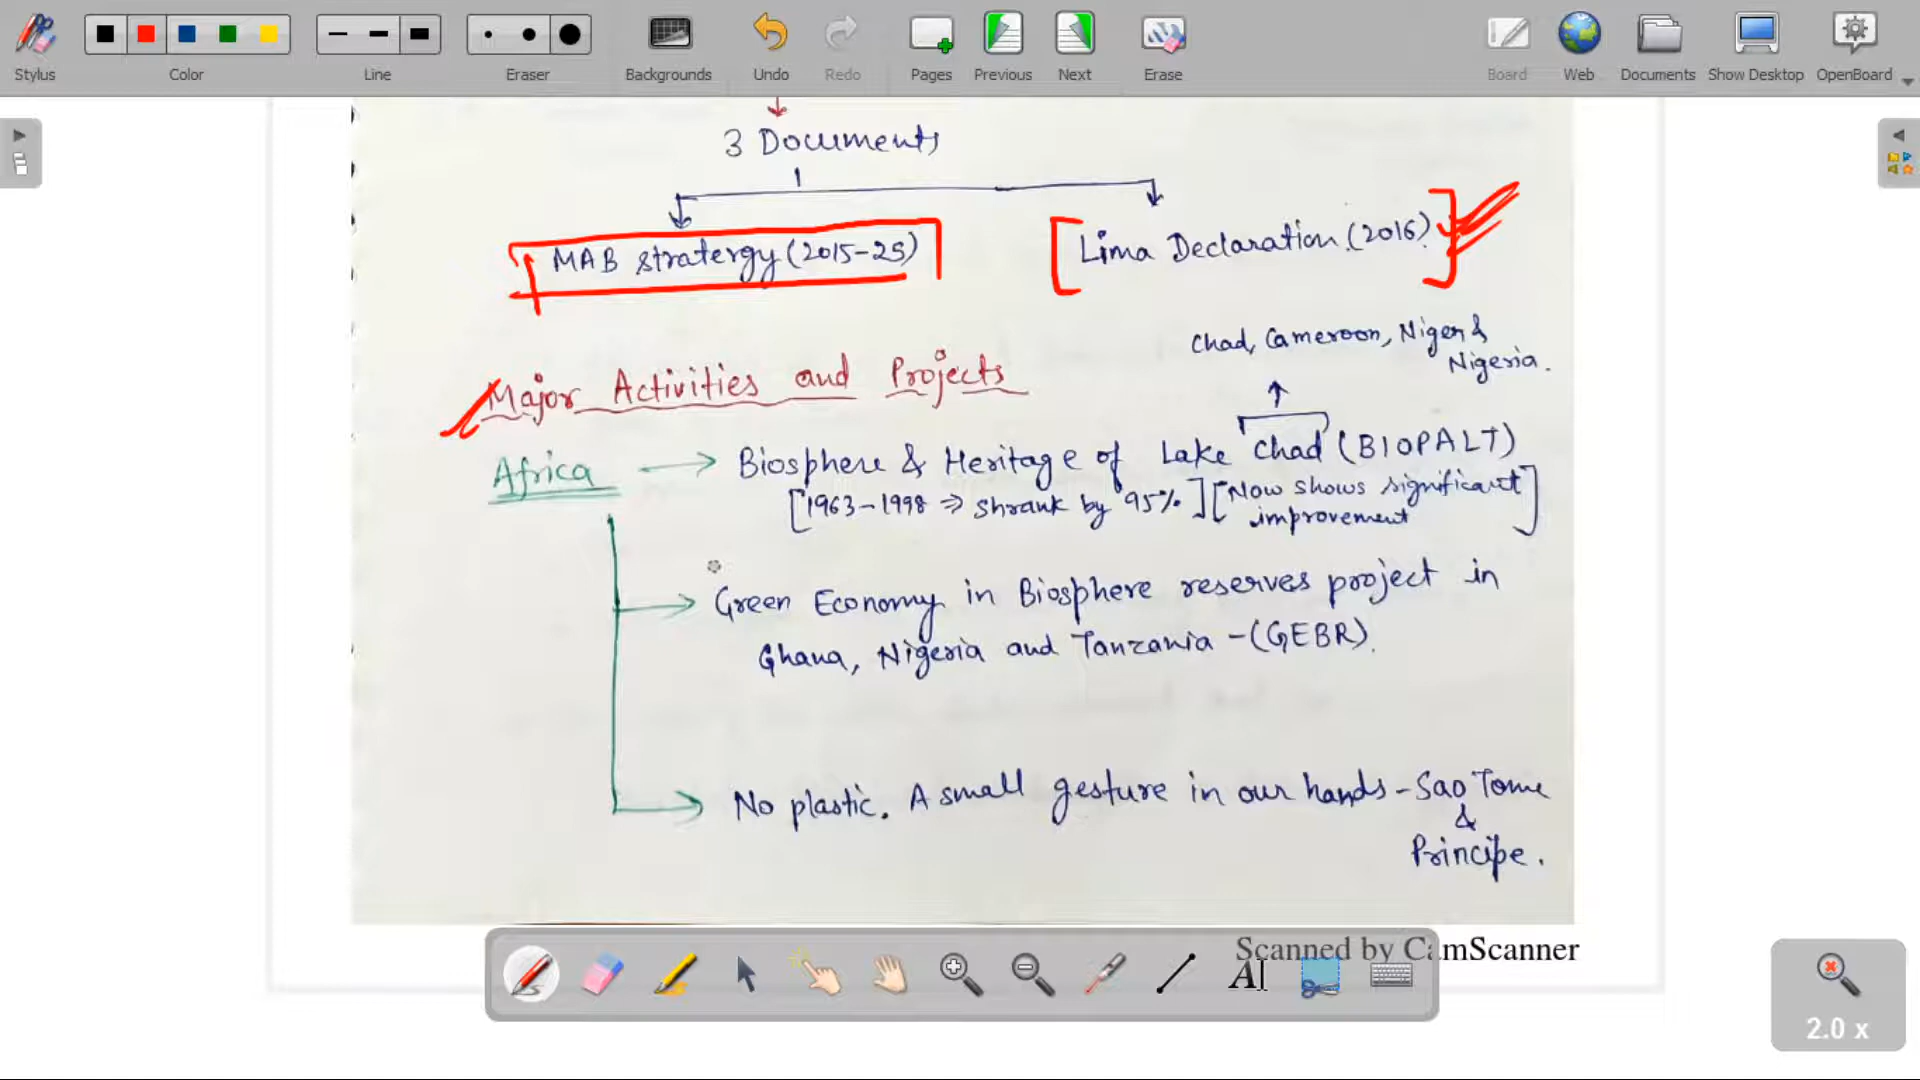 Stylus
Color
Line
Eraser
Backgrounds
Undo
Redo
Pages
Previous
Next
Erase
Board
Web
Documents
Show Desktop
OpenBoard
3 Documents
MAB stratergy (2015-25)
Lima Declaration (2016)
Chad, Cameroon, Niger &
Nigeria.
Major Activities and Projects
Africa
Biosphere & Heritage of Lake Chad (BIOPALT)
[1963-1998 ⇒ Shrank by 95%] [Now shows significant
improvement]
Green Economy in Biosphere reserves project in
Ghana, Nigeria and Tanzania - (GEBR).
No plastic. A small gesture in our hands - Sao Tome
&
Principe.
Scanned by CamScanner
AI
2.0 x